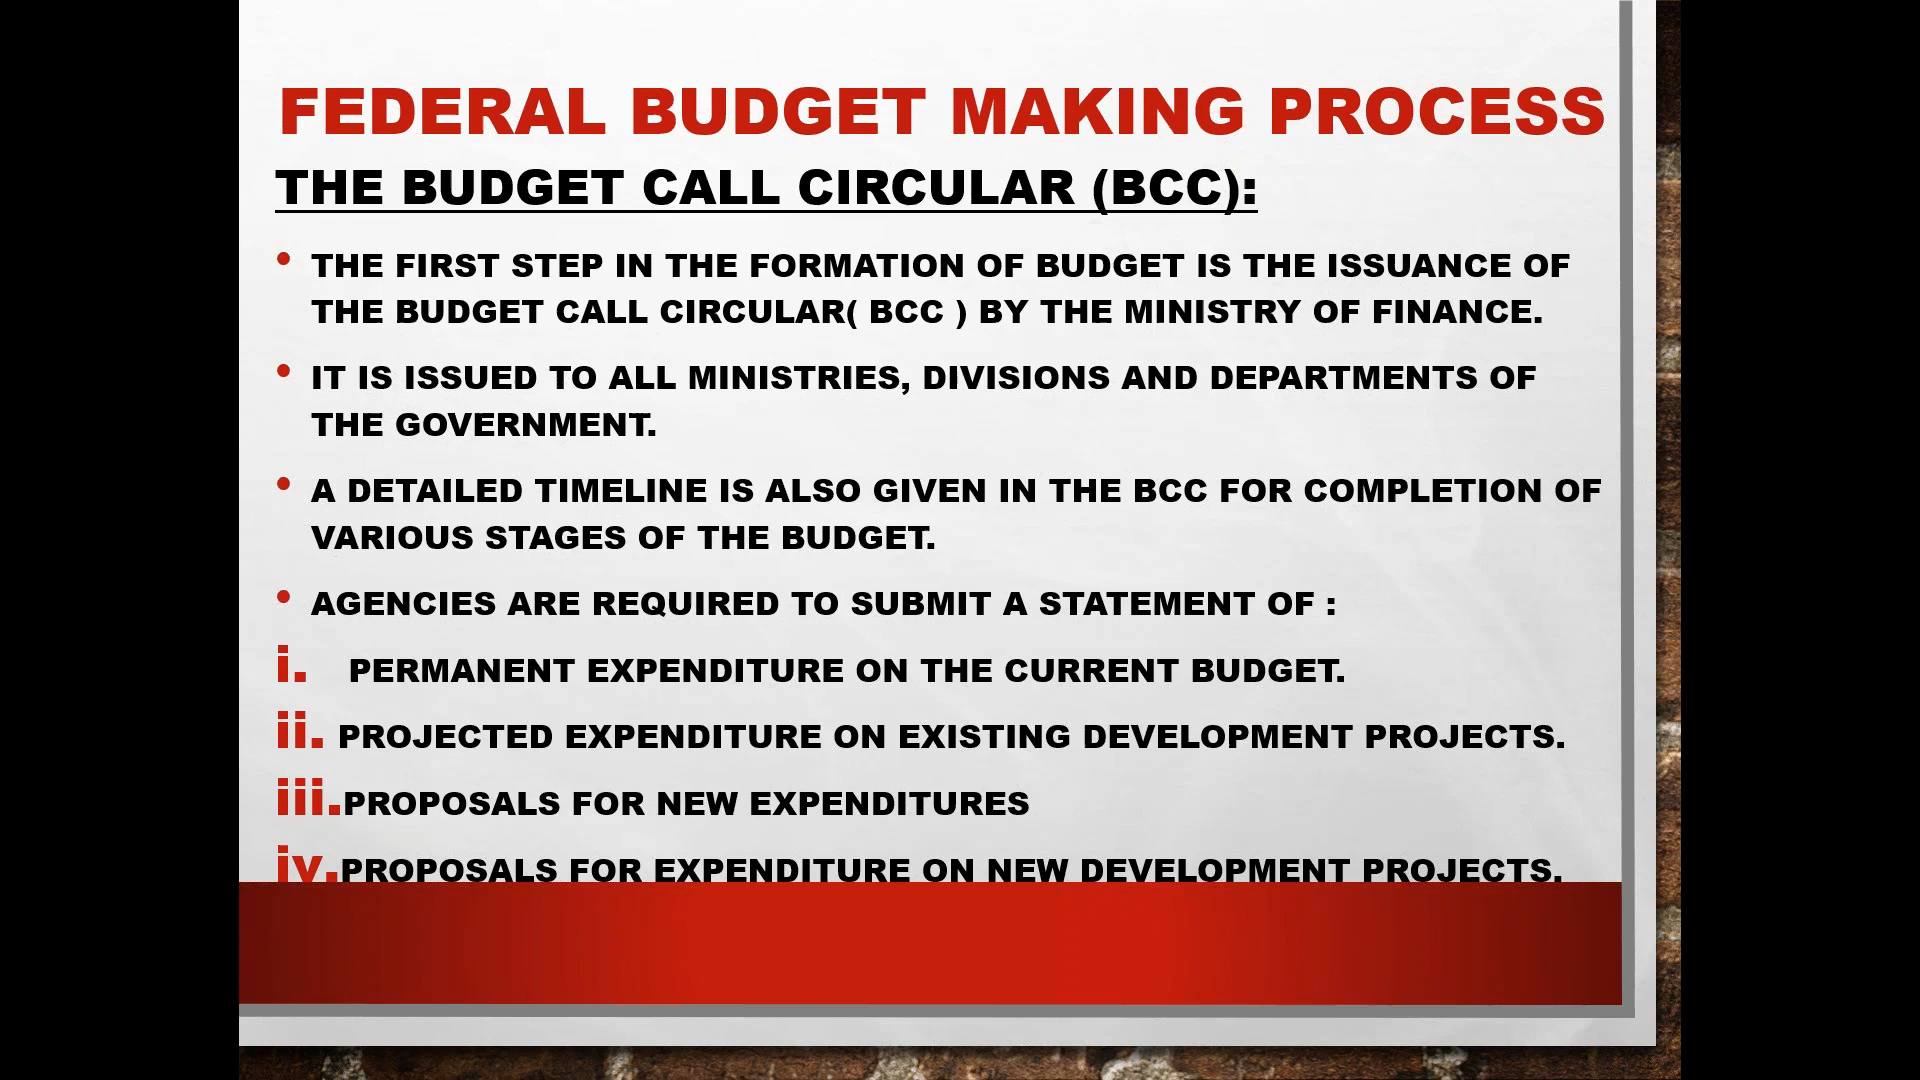 FEDERAL BUDGET MAKING PROCESS
THE BUDGET CALL CIRCULAR (BCC):
• THE FIRST STEP IN THE FORMATION OF BUDGET IS THE ISSUANCE OF
THE BUDGET CALL CIRCULAR( BCC ) BY THE MINISTRY OF FINANCE.
• IT IS ISSUED TO ALL MINISTRIES, DIVISIONS AND DEPARTMENTS OF
THE GOVERNMENT.
• A DETAILED TIMELINE IS ALSO GIVEN IN THE BCC FOR COMPLETION OF
VARIOUS STAGES OF THE BUDGET.
• AGENCIES ARE REQUIRED TO SUBMIT A STATEMENT OF :
i. PERMANENT EXPENDITURE ON THE CURRENT BUDGET.
ii. PROJECTED EXPENDITURE ON EXISTING DEVELOPMENT PROJECTS.
iii.PROPOSALS FOR NEW EXPENDITURES
iv.PROPOSALS FOR EXPENDITURE ON NEW DEVELOPMENT PROJECTS.